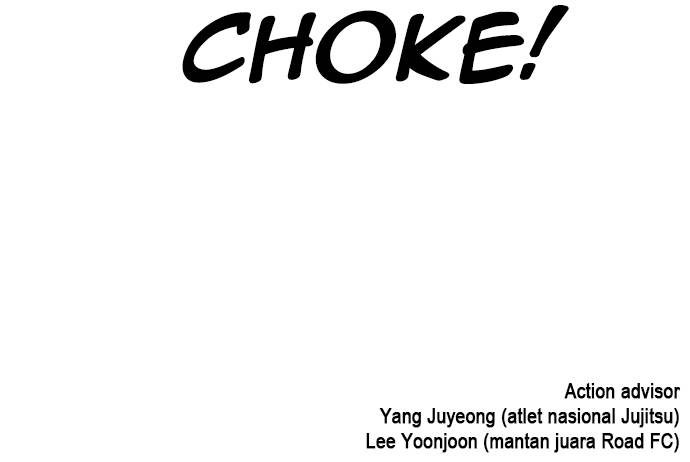 CHOKE!
Action advisor
Yang Juyeong (atlet nasional Jujitsu)
Lee Yoonjoon (mantan juara Road FC)